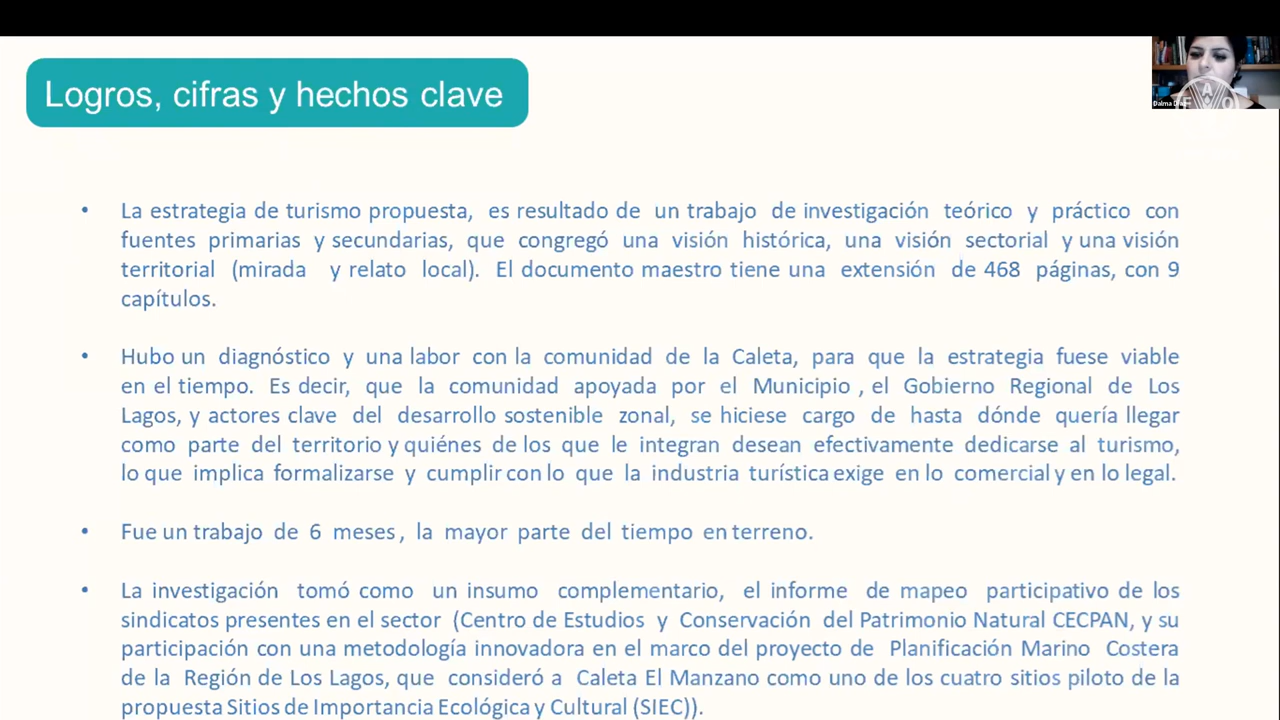 Logros, cifras y hechos clave
FAO
• La estrategia de turismo propuesta, es resultado de un trabajo de investigación teórico y práctico con
fuentes primarias y secundarias, que congregó una visión histórica, una visión sectorial y una visión
territorial (mirada y relato local). El documento maestro tiene una extensión de 468 páginas, con 9
capítulos.
• Hubo un diagnóstico y una labor con la comunidad de la Caleta, para que la estrategia fuese viable
en el tiempo. Es decir, que la comunidad apoyada por el Municipio , el Gobierno Regional de Los
Lagos, y actores clave del desarrollo sostenible zonal, se hiciese cargo de hasta dónde quería llegar
como parte del territorio y quiénes de los que le integran desean efectivamente dedicarse al turismo,
lo que implica formalizarse y cumplir con lo que la industria turística exige en lo comercial y en lo legal.
• Fue un trabajo de 6 meses , la mayor parte del tiempo en terreno.
• La investigación tomó como un insumo complementario, el informe de mapeo participativo de los
sindicatos presentes en el sector (Centro de Estudios y Conservación del Patrimonio Natural CECPAN, y su
participación con una metodología innovadora en el marco del proyecto de Planificación Marino Costera
de la Región de Los Lagos, que consideró a Caleta El Manzano como uno de los cuatro sitios piloto de la
propuesta Sitios de Importancia Ecológica y Cultural (SIEC)).
Dalma